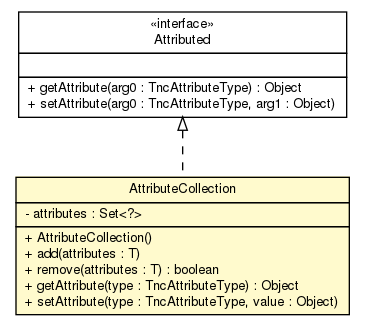 «interface»
Attributed
+ getAttribute(arg0 : TncAttributeType) : Object
+ setAttribute(arg0 : TncAttributeType, arg1 : Object)
AttributeCollection
- attributes : Set<?>
+ AttributeCollection()
+ add(attributes : T)
+ remove(attributes : T) : boolean
+ getAttribute(type : TncAttributeType) : Object
+ setAttribute(type : TncAttributeType, value : Object)